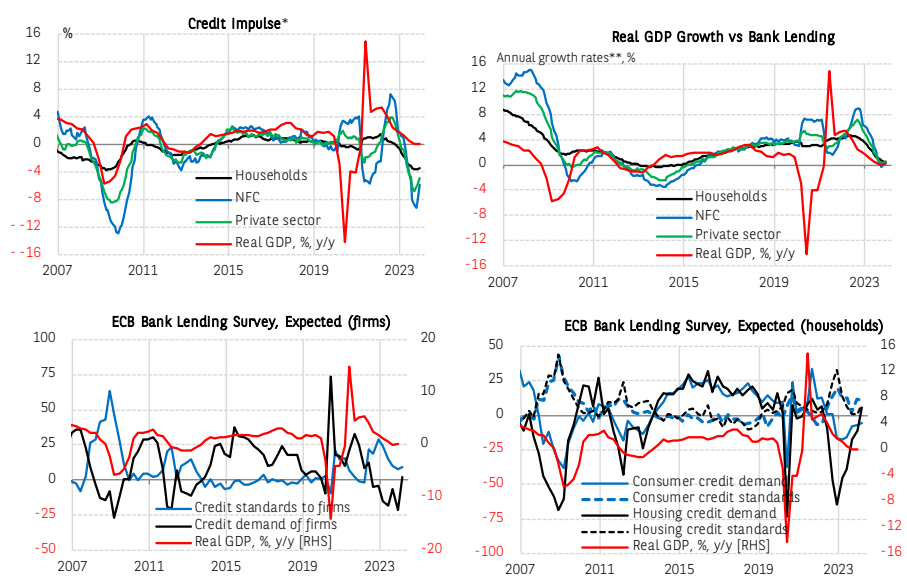 Credit Impulse*
%
16
12
8
4
0
-4
-8
- -12
- -16
2007 2011 2015 2019 2023
Households
NFC
Private sector
Real GDP, %, y/y
Real GDP Growth vs Bank Lending
Annual growth rates**, %
16
12
8
4
0
-4
-8
-12
-16
2007 2011 2015 2019 2023
Households
NFC
Private sector
Real GDP, %, y/y
ECB Bank Lending Survey, Expected (firms)
100
75
50
25
0
-25
-50
20
10
0
-10
-20
2007 2011 2015 2019 2023
Credit standards to firms
Credit demand of firms
Real GDP, %, y/y [RHS]
ECB Bank Lending Survey, Expected (households)
50
25
0
-25
-50
-75
-100
16
12
8
4
0
-4
-8
-12
-16
2007 2011 2015 2019 2023
Consumer credit demand
Consumer credit standards
Housing credit demand
Housing credit standards
Real GDP, %, y/y [RHS]